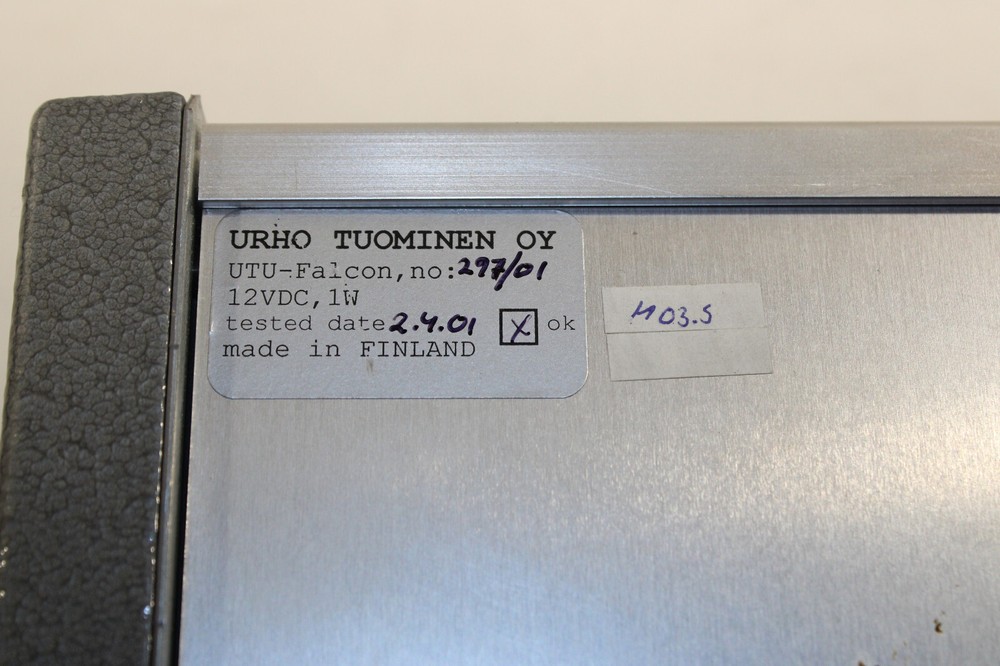 URHO TUOMINEN OY
UTU-Falcon,no:297/01
12VDC,1W
tested date 2.4.01 X ok
made in FINLAND
M03.S